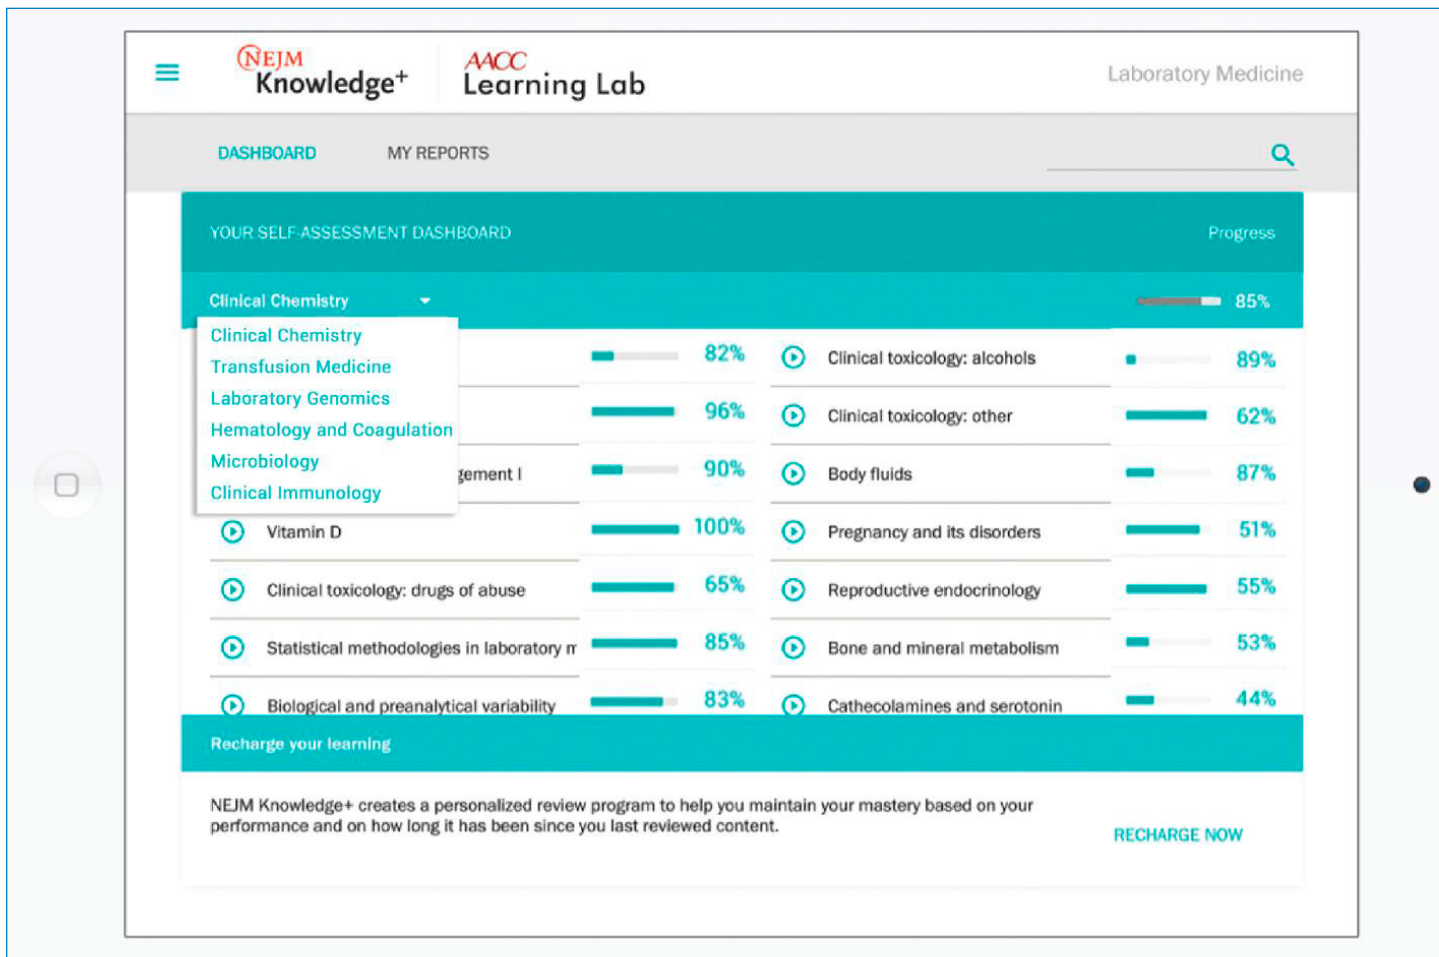 NEJM
Knowledge+
AACC
Learning Lab
Laboratory Medicine
DASHBOARD
MY REPORTS
YOUR SELF-ASSESSMENT DASHBOARD
Progress
Clinical Chemistry
85%
Clinical Chemistry
Transfusion Medicine
Laboratory Genomics
Hematology and Coagulation
Microbiology
Clinical Immunology
82%
Clinical toxicology: alcohols
89%
96%
Clinical toxicology: other
62%
gement I
90%
Body fluids
87%
Vitamin D
100%
Pregnancy and its disorders
51%
Clinical toxicology: drugs of abuse
65%
Reproductive endocrinology
55%
Statistical methodologies in laboratory m
85%
Bone and mineral metabolism
53%
Biological and preanalytical variability
83%
Cathecolamines and serotonin
44%
Recharge your learning
NEJM Knowledge+ creates a personalized review program to help you maintain your mastery based on your
performance and on how long it has been since you last reviewed content.
RECHARGE NOW